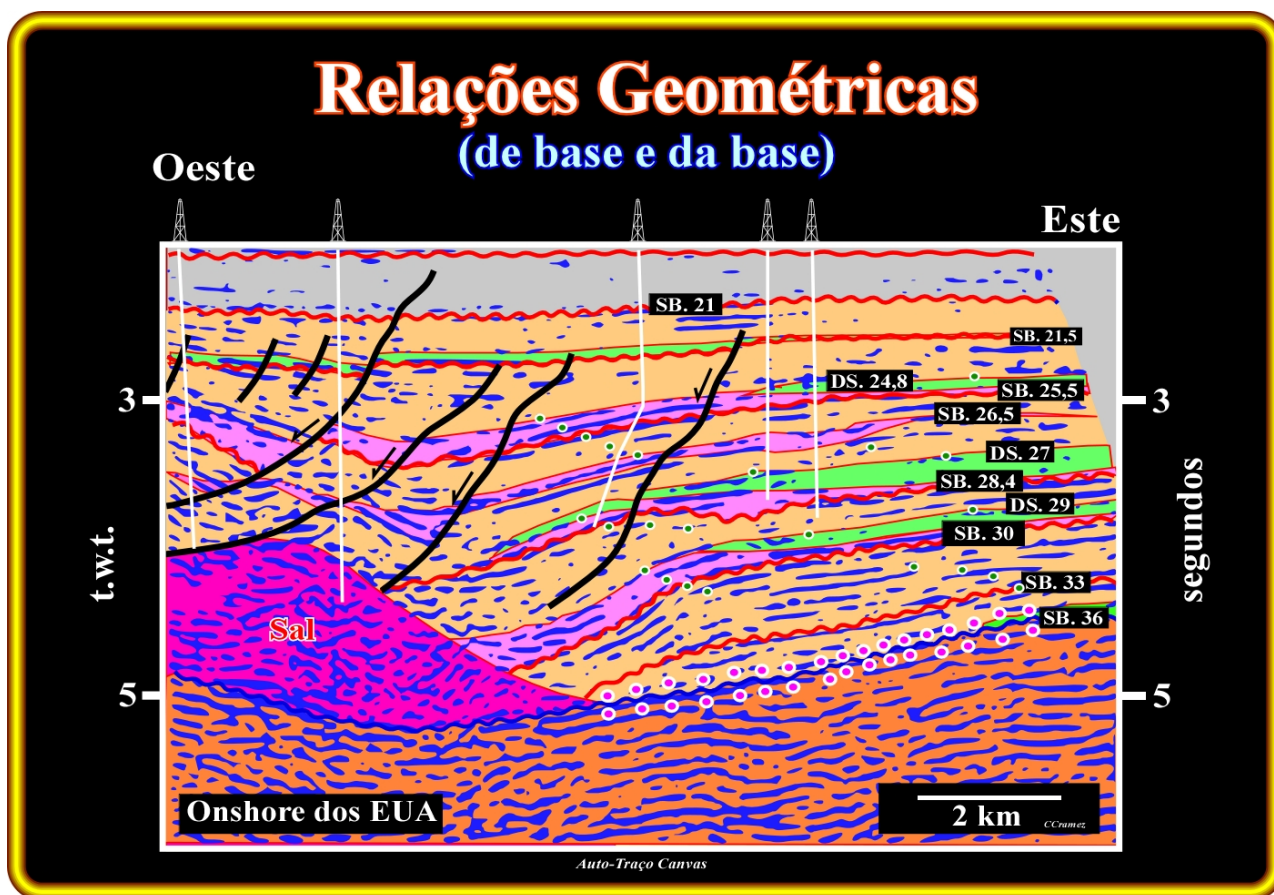 Relações Geométricas
(de base e da base)
Oeste
Este
SB. 21
SB. 21,5
DS. 24,8
SB. 25,5
SB. 26,5
DS. 27
SB. 28,4
DS. 29
SB. 30
SB. 33
SB. 36
3
3
t.w.t.
segundos
Sal
5
5
Onshore dos EUA
2 km
CCramez
Auto-Traço Canvas